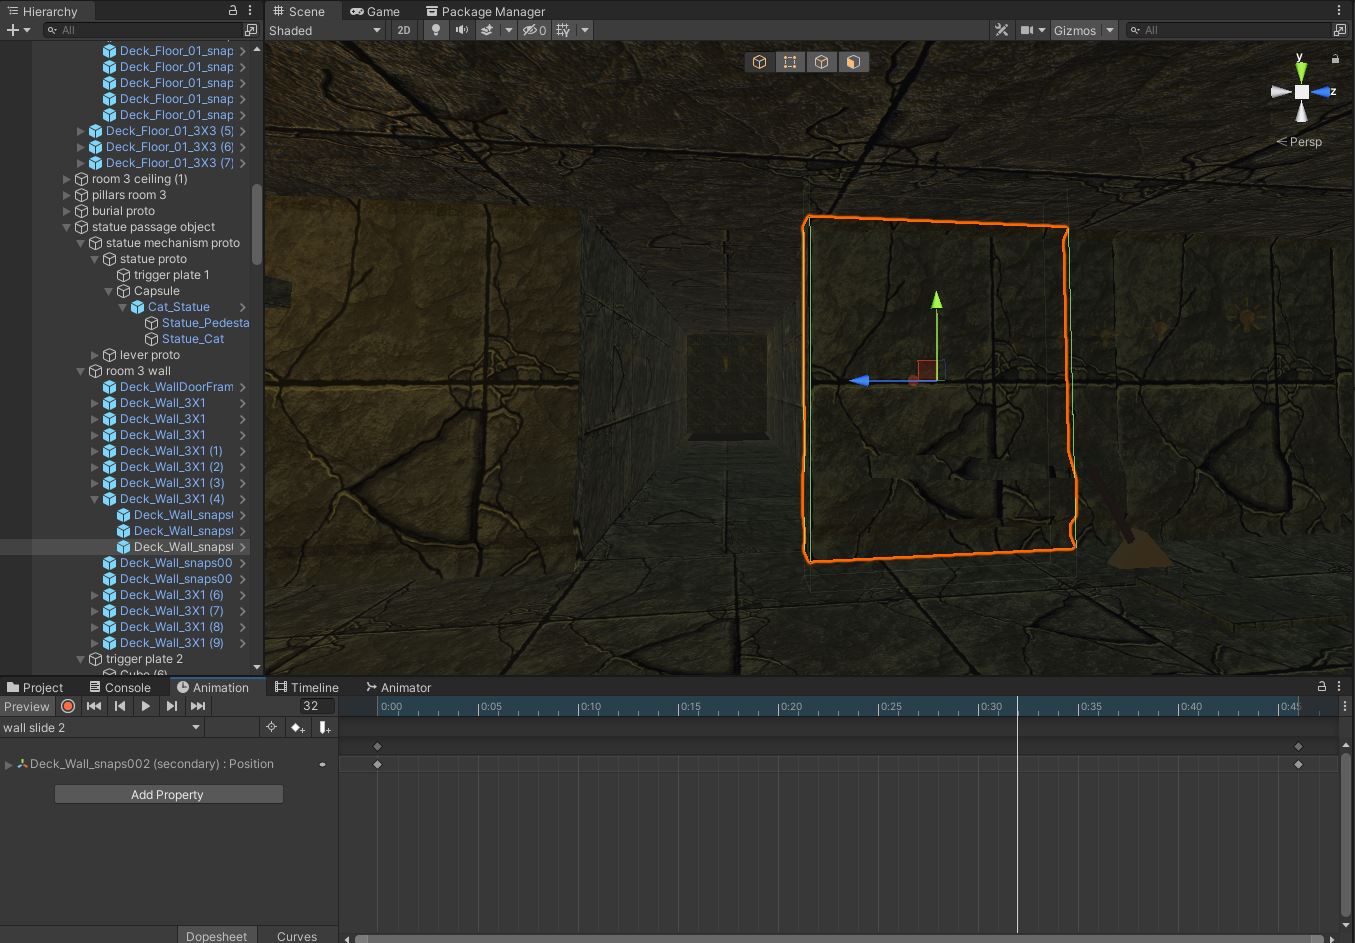 Hierarchy
All
Deck_Floor_01_snap
Deck_Floor_01_snap
Deck_Floor_01_snap
Deck_Floor_01_snap
Deck_Floor_01_snap
Deck_Floor_01_3X3 (5)
Deck_Floor_01_3X3 (6)
Deck_Floor_01_3X3 (7)
room 3 ceiling (1)
pillars room 3
burial proto
statue passage object
statue mechanism proto
statue proto
trigger plate 1
Capsule
Cat_Statue
Statue_Pedesta
Statue_Cat
lever proto
room 3 wall
Deck_WallDoorFram
Deck_Wall_3X1
Deck_Wall_3X1
Deck_Wall_3X1
Deck_Wall_3X1 (1)
Deck_Wall_3X1 (2)
Deck_Wall_3X1 (3)
Deck_Wall_3X1 (4)
Deck_Wall_snaps
Deck_Wall_snaps
Deck_Wall_snaps
Deck_Wall_snaps00
Deck_Wall_snaps00
Deck_Wall_3X1 (6)
Deck_Wall_3X1 (7)
Deck_Wall_3X1 (8)
Deck_Wall_3X1 (9)
trigger plate 2
Cube (6)
Scene Game Package Manager
Shaded 2D 0 Gizmos All
y
z
Persp
Project Console Animation Timeline Animator
Preview 32 0:00 0:05 0:10 0:15 0:20 0:25 0:30 0:35 0:40 0:45
wall slide 2
Deck_Wall_snaps002 (secondary) : Position
Add Property
Dopesheet Curves